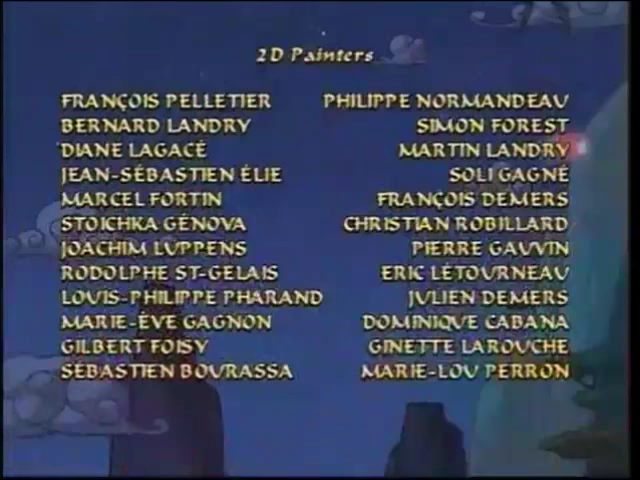 2D Painters
FRANÇOIS PELLETIER PHILIPPE NORMANDEAU
BERNARD LANDRY SIMON FOREST
DIANE LAGACÉ MARTIN LANDRY
JEAN-SÉBASTIEN ÉLIE SOLI GAGNÉ
MARCEL FORTIN FRANÇOIS DEMERS
STOICHKA GÉNOVA CHRISTIAN ROBILLARD
JOACHIM LUPPENS PIERRE GAUVIN
RODOLPHE ST-GELAIS ERIC LÉTOURNEAU
LOUIS-PHILIPPE PHARAND JULIEN DEMERS
MARIE-ÈVE GAGNON DOMINIQUE CABANA
GILBERT FOISY GINETTE LAROUCHE
SÉBASTIEN BOURASSA MARIE-LOU PERRON